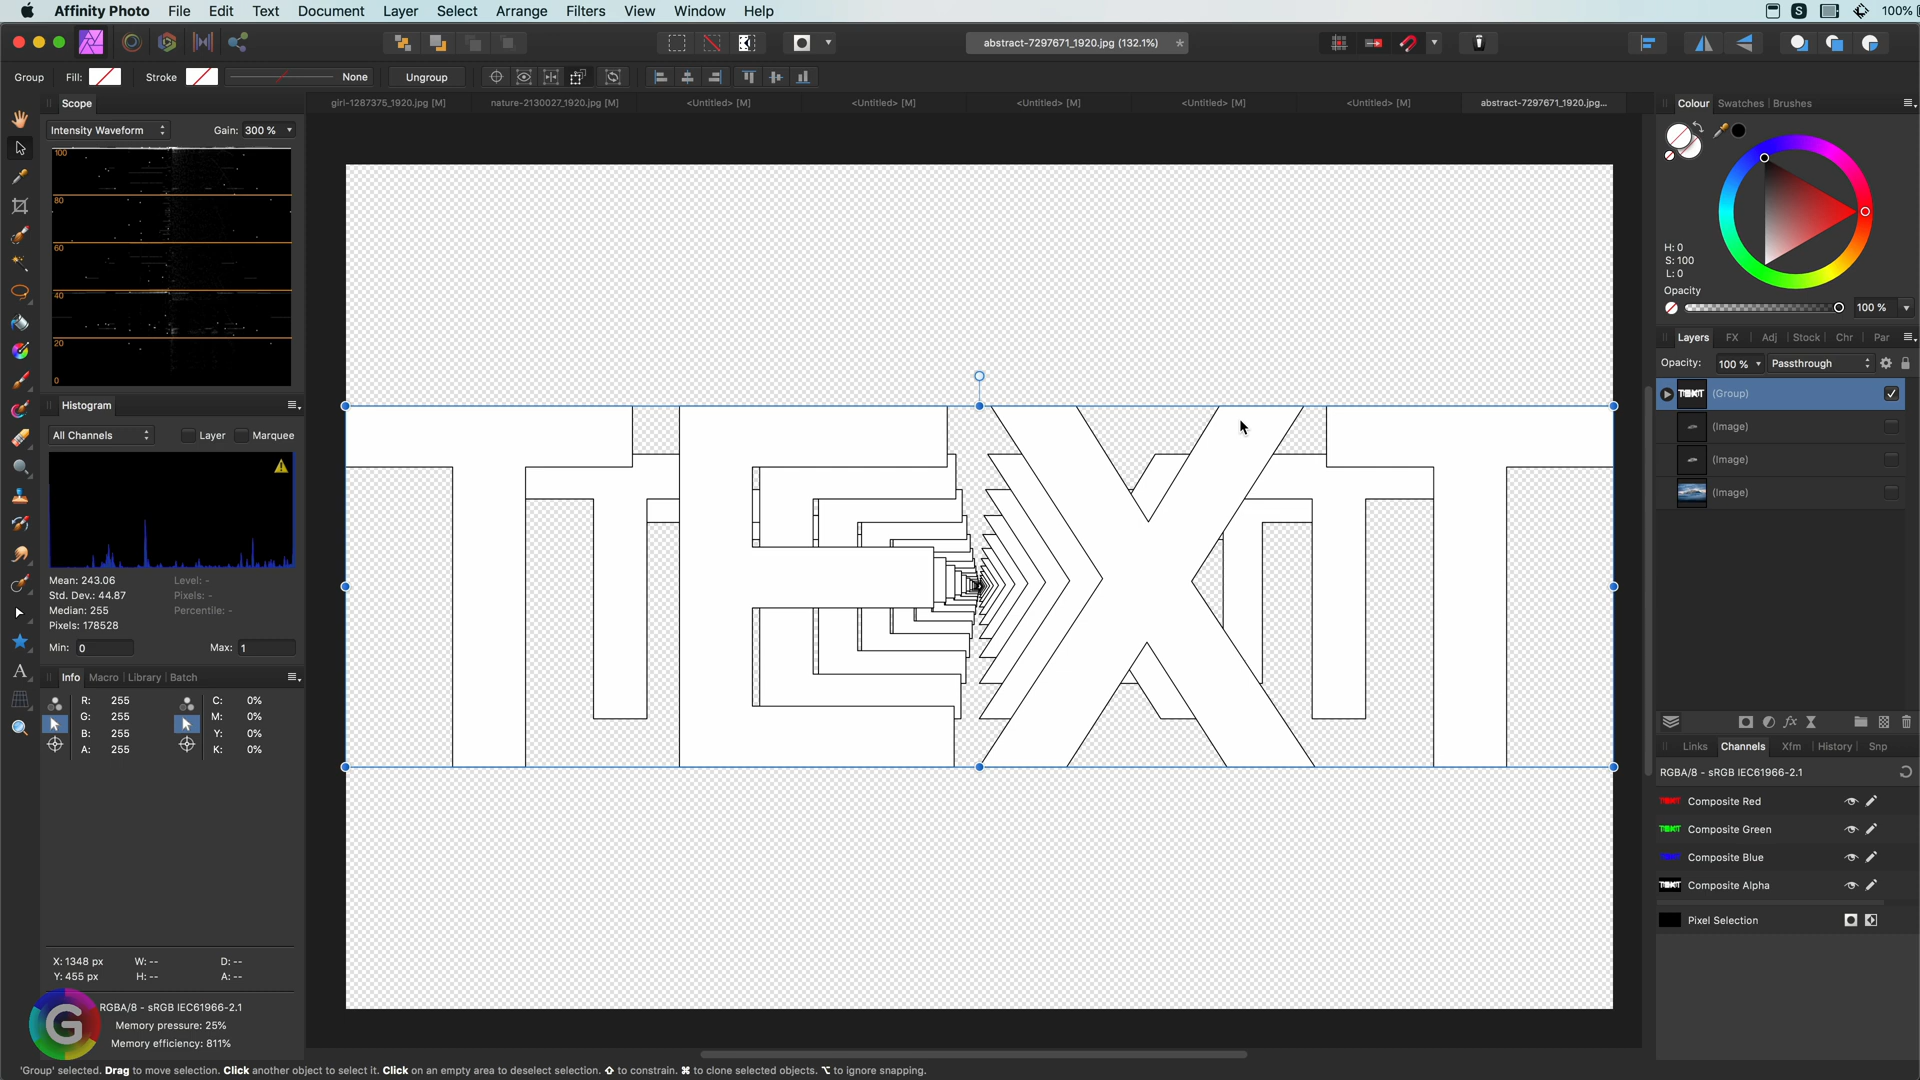 Affinity Photo File Edit Text Document Layer Select Arrange Filters View Window Help 100%
abstract-7297671_1920.jpg (132.1%)
Group Fill: Stroke None Ungroup
girl-1287375_1920.jpg [M] nature-2130027_1920.jpg [M] <Untitled> [M] <Untitled> [M] <Untitled> [M] <Untitled> [M] <Untitled> [M] abstract-7297671_1920.jpg...
Scope
Intensity Waveform Gain: 300 %
100
80
60
40
20
0
Histogram
All Channels Layer Marquee
Mean: 243.06 Level: -
Std. Dev.: 44.87 Pixels: -
Median: 255 Percentile: -
Pixels: 178528
Min: 0 Max: 1
Info Macro Library Batch
R: 255 C: 0%
G: 255 M: 0%
B: 255 Y: 0%
A: 255 K: 0%
X: 1348 px W: -- D: --
Y: 455 px H: -- A: --
G
RGBA/8 - sRGB IEC61966-2.1
Memory pressure: 25%
Memory efficiency: 811%
TEXT
Colour Swatches Brushes
H: 0
S: 100
L: 0
Opacity
100 %
Layers FX Adj Stock Chr Par
Opacity: 100 % Passthrough
TEXT (Group)
(Image)
(Image)
(Image)
Links Channels Xfm History Snp
RGBA/8 - sRGB IEC61966-2.1
TEXT Composite Red
TEXT Composite Green
TEXT Composite Blue
TEXT Composite Alpha
Pixel Selection
'Group' selected. Drag to move selection. Click another object to select it. Click on an empty area to deselect selection. ⇧ to constrain. ⌘ to clone selected objects. ⌥ to ignore snapping.